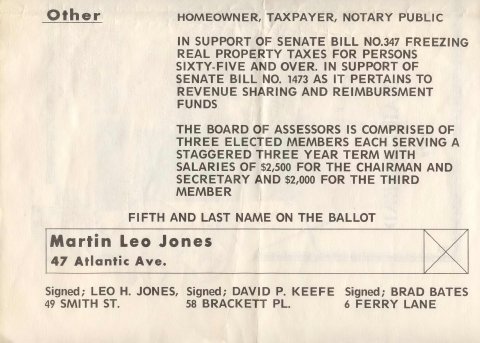 Other HOMEOWNER, TAXPAYER, NOTARY PUBLIC
IN SUPPORT OF SENATE BILL NO.347 FREEZING
REAL PROPERTY TAXES FOR PERSONS
SIXTY-FIVE AND OVER. IN SUPPORT OF
SENATE BILL NO. 1473 AS IT PERTAINS TO
REVENUE SHARING AND REIMBURSMENT
FUNDS
THE BOARD OF ASSESSORS IS COMPRISED OF
THREE ELECTED MEMBERS EACH SERVING A
STAGGERED THREE YEAR TERM WITH
SALARIES OF $2,500 FOR THE CHAIRMAN AND
SECRETARY AND $2,000 FOR THE THIRD
MEMBER
FIFTH AND LAST NAME ON THE BALLOT
Martin Leo Jones
47 Atlantic Ave.
Signed; LEO H. JONES, Signed; DAVID P. KEEFE Signed; BRAD BATES
49 SMITH ST. 58 BRACKETT PL. 6 FERRY LANE